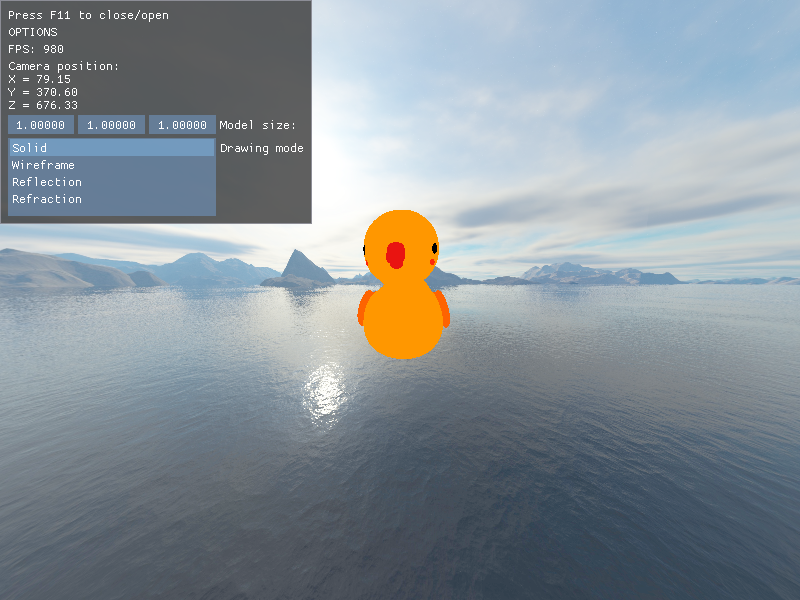 Press F11 to close/open
OPTIONS
FPS: 980
Camera position:
X = 79.15
Y = 370.60
Z = 676.33
1.00000 1.00000 1.00000 Model size:
Solid Drawing mode
Wireframe
Reflection
Refraction